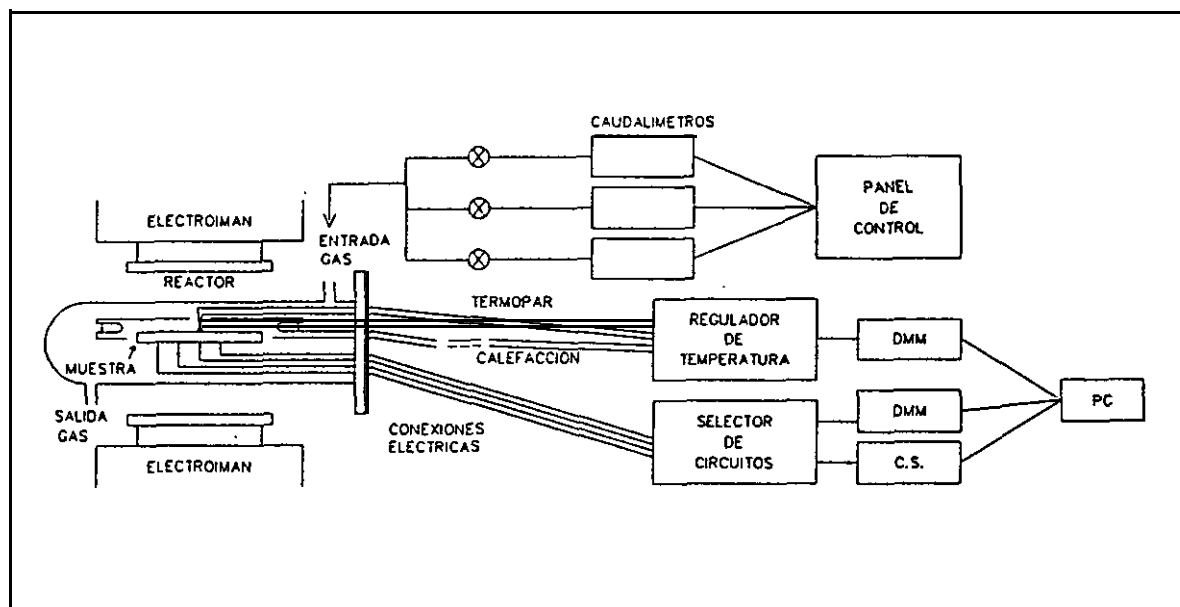 CAUDALIMETROS
PANEL
DE
CONTROL
ELECTROIMAN
ENTRADA
GAS
REACTOR
TERMOPAR
REGULADOR
DE
TEMPERATURA
DMM
CALEFACCION
MUESTRA
PC
SALIDA
GAS
DMM
SELECTOR
DE
CIRCUITOS
CONEXIONES
ELECTRICAS
C.S.
ELECTROIMAN